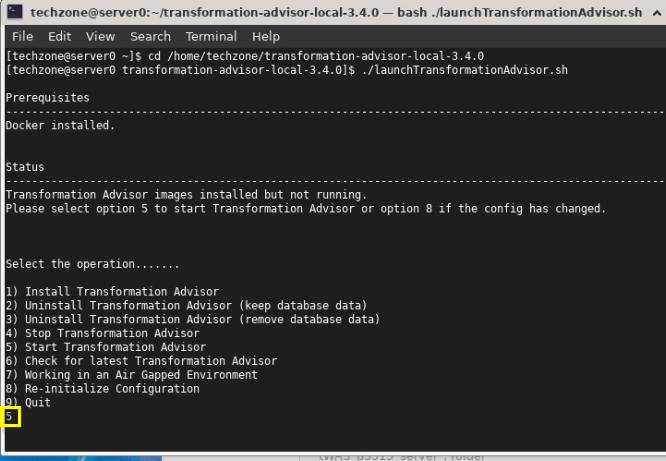 techzone@server0:~/transformation-advisor-local-3.4.0 — bash ./launchTransformationAdvisor.sh
File Edit View Search Terminal Help
[techzone@server0 ~]$ cd /home/techzone/transformation-advisor-local-3.4.0
[techzone@server0 transformation-advisor-local-3.4.0]$ ./launchTransformationAdvisor.sh
Prerequisites
--------------------------------------------------------------------------------------------------------
Docker installed.
Status
--------------------------------------------------------------------------------------------------------
Transformation Advisor images installed but not running.
Please select option 5 to start Transformation Advisor or option 8 if the config has changed.
Select the operation.......
1) Install Transformation Advisor
2) Uninstall Transformation Advisor (keep database data)
3) Uninstall Transformation Advisor (remove database data)
4) Stop Transformation Advisor
5) Start Transformation Advisor
6) Check for latest Transformation Advisor
7) Working in an Air Gapped Environment
8) Re-initialize Configuration
9) Quit
5